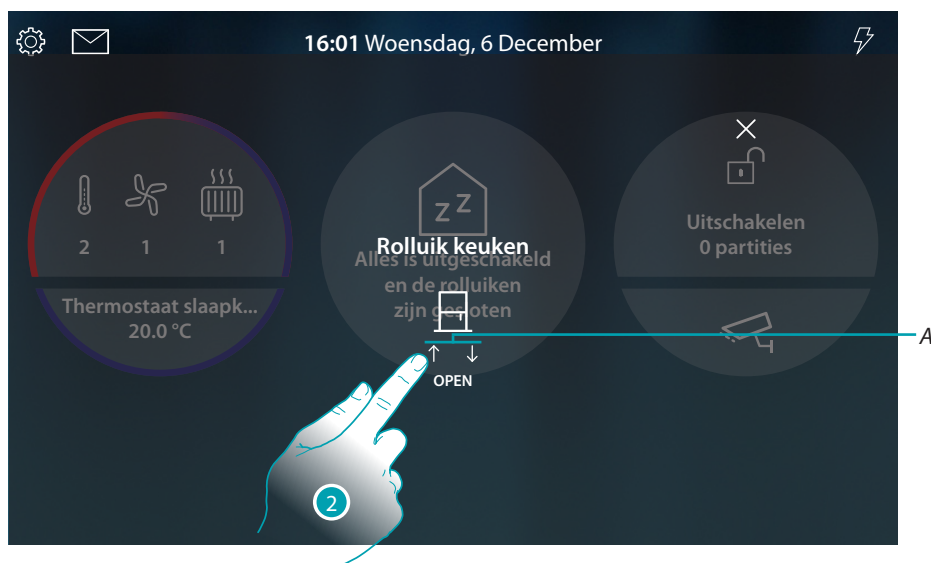 16:01 Woensdag, 6 December
2 1 1
Thermostaat slaapk...
20.0 °C
z Z
Rolluik keuken
Alles is uitgeschakeld
en de rolluiken
zijn gesloten
OPEN
Uitschakelen
0 partities
A
2